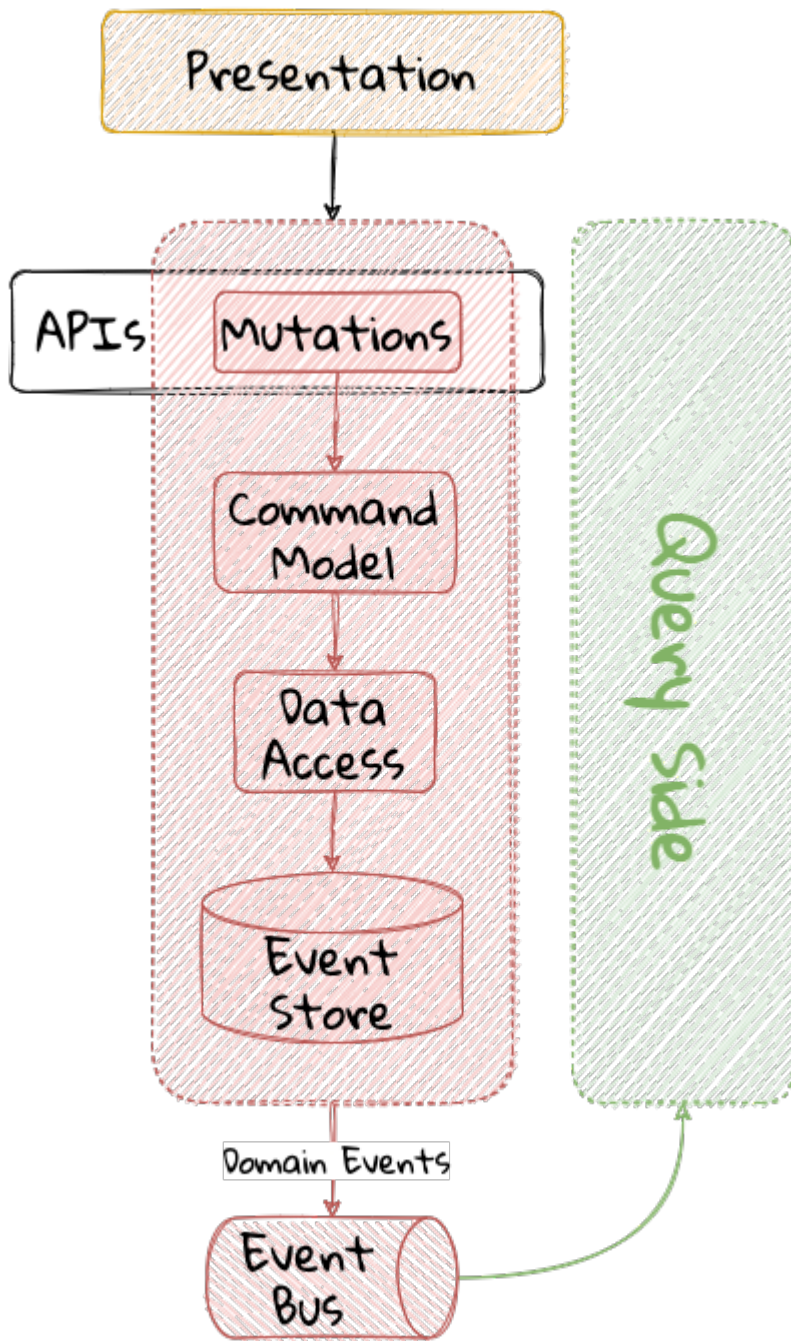 Presentation
APIs
Mutations
Command
Model
Data
Access
Event
Store
Query Side
Domain Events
Event
Bus